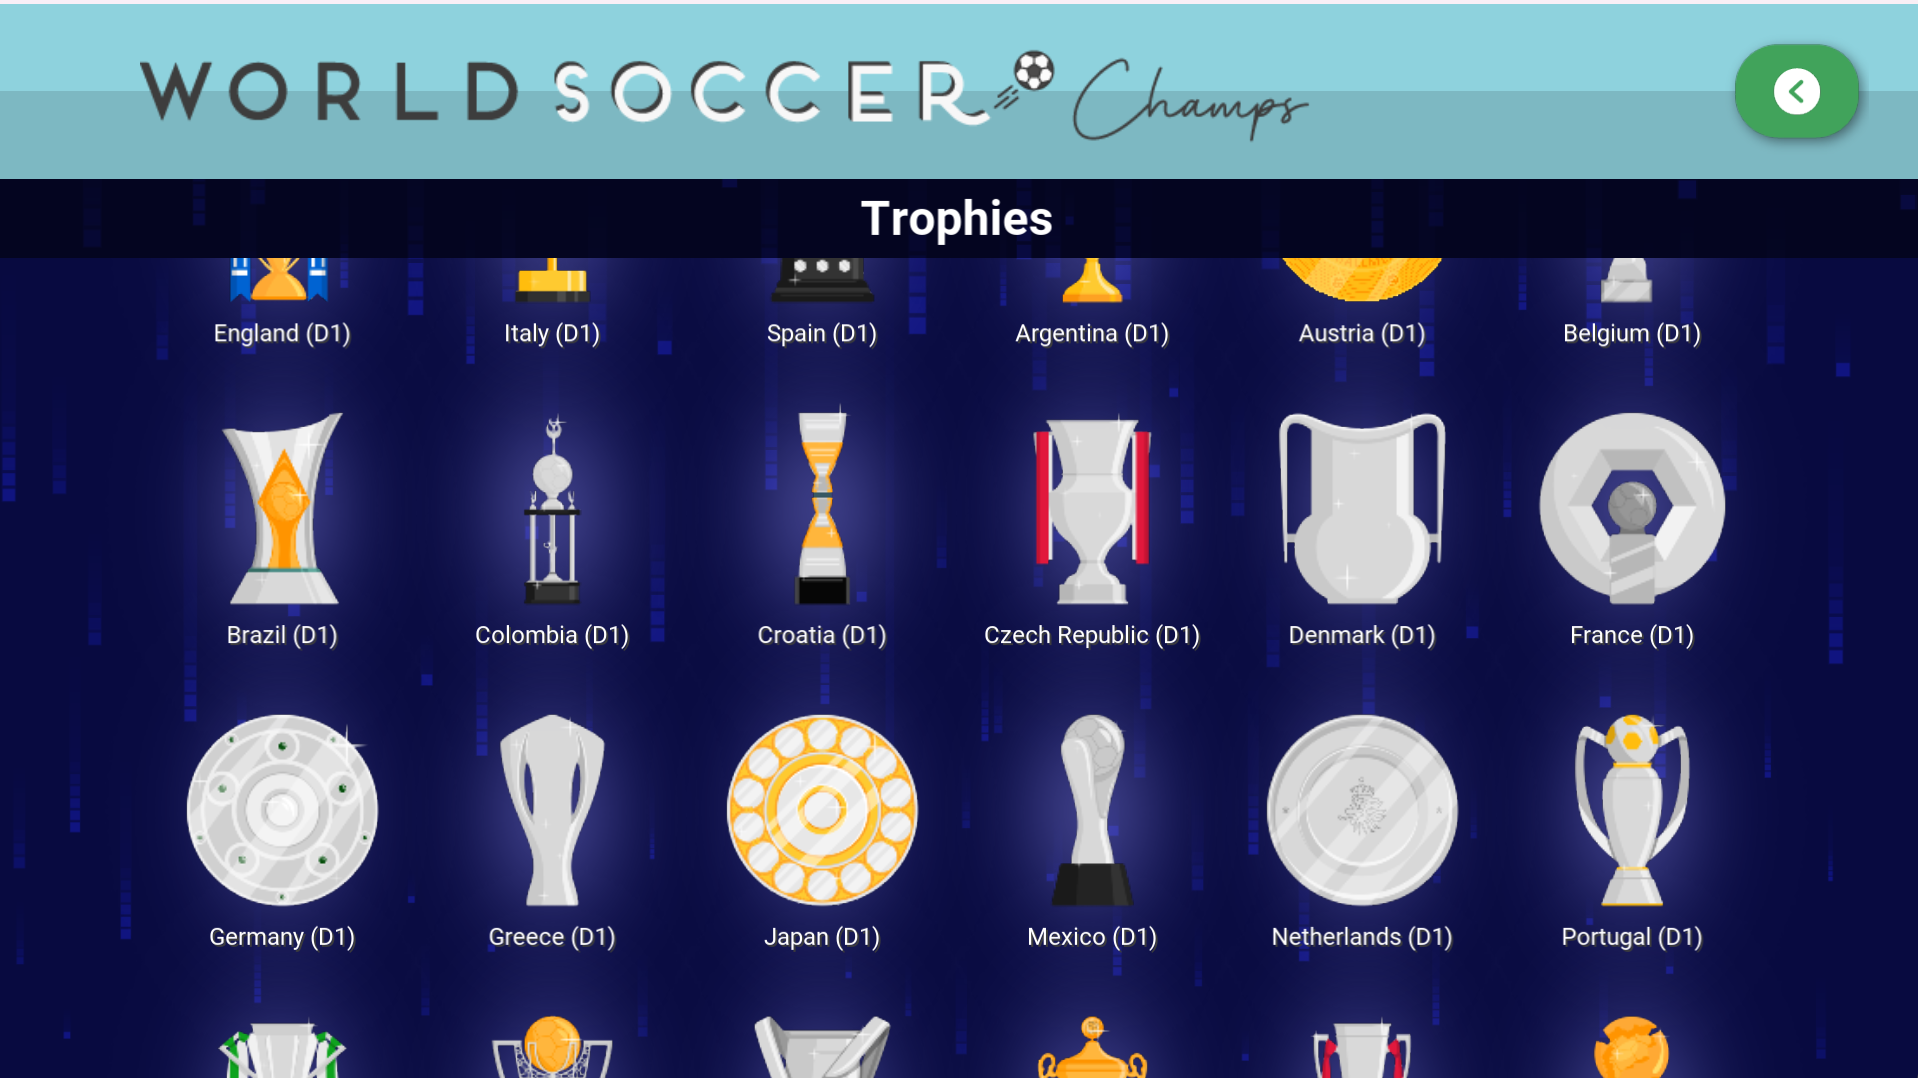 WORLD SOCCER Champs
Trophies
England (D1)
Italy (D1)
Spain (D1)
Argentina (D1)
Austria (D1)
Belgium (D1)
Brazil (D1)
Colombia (D1)
Croatia (D1)
Czech Republic (D1)
Denmark (D1)
France (D1)
Germany (D1)
Greece (D1)
Japan (D1)
Mexico (D1)
Netherlands (D1)
Portugal (D1)